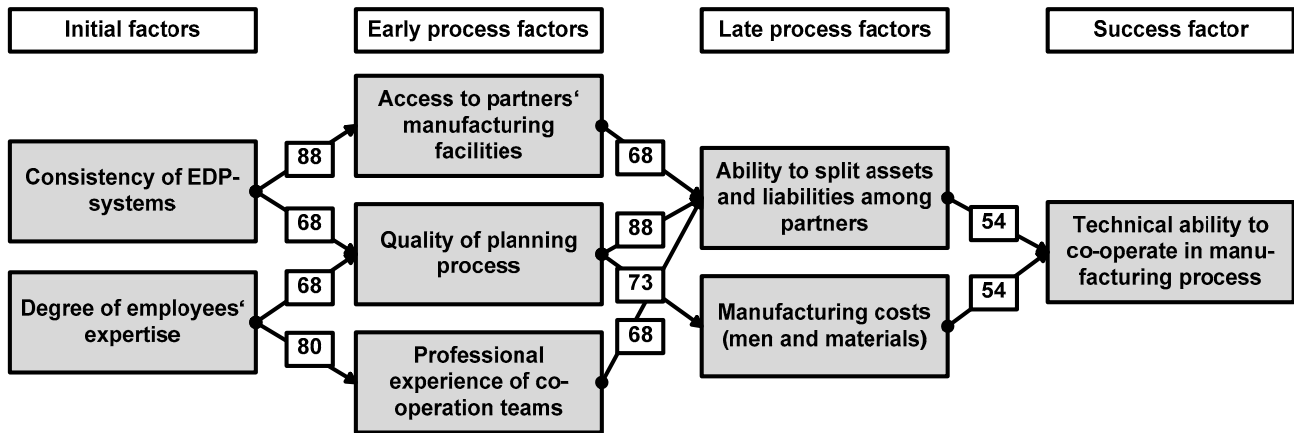 Initial factors
Early process factors
Late process factors
Success factor
Consistency of EDP-
systems
Degree of employees‘
expertise
88
68
68
80
Access to partners‘
manufacturing
facilities
Quality of planning
process
Professional
experience of co-
operation teams
68
88
73
68
Ability to split assets
and liabilities among
partners
Manufacturing costs
(men and materials)
54
54
Technical ability to
co-operate in manu-
facturing process